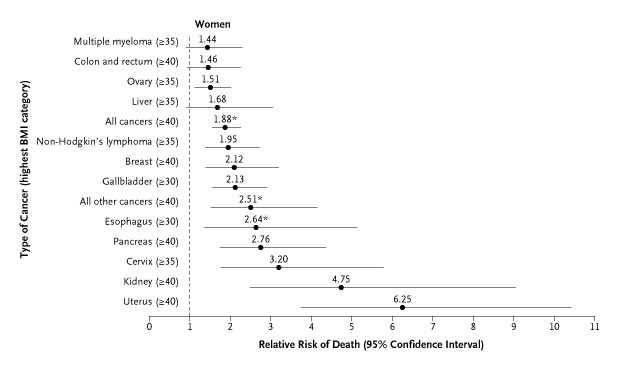 Women
Multiple myeloma (≥35) 1.44
Colon and rectum (≥40) 1.46
Ovary (≥35) 1.51
Liver (≥35) 1.68
All cancers (≥40) 1.88*
Non-Hodgkin's lymphoma (≥35) 1.95
Breast (≥40) 2.12
Gallbladder (≥30) 2.13
All other cancers (≥40) 2.51*
Esophagus (≥30) 2.64*
Pancreas (≥40) 2.76
Cervix (≥35) 3.20
Kidney (≥40) 4.75
Uterus (≥40) 6.25
Type of Cancer (highest BMI category)
0 1 2 3 4 5 6 7 8 9 10 11
Relative Risk of Death (95% Confidence Interval)